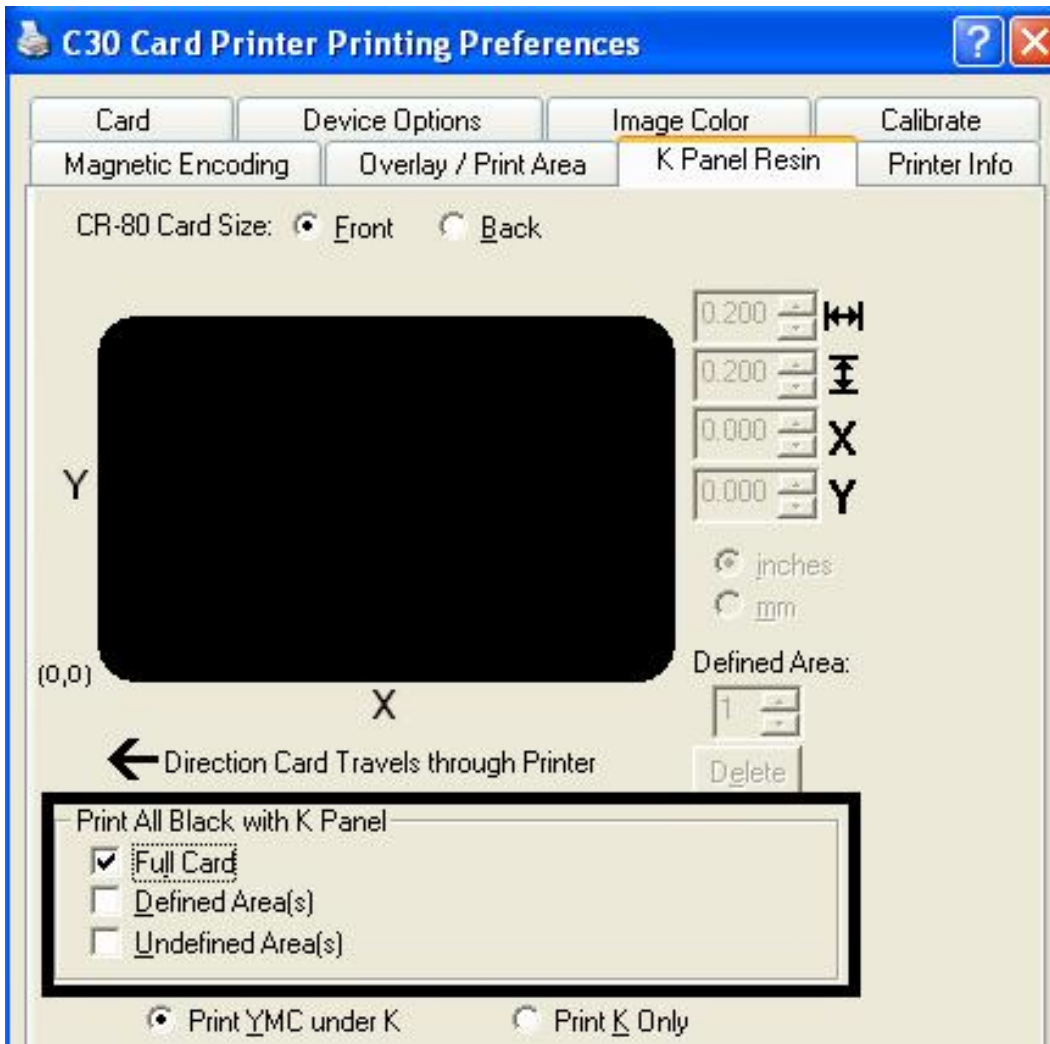 C30 Card Printer Printing Preferences
?
Card Device Options Image Color Calibrate
Magnetic Encoding Overlay / Print Area K Panel Resin Printer Info
CR-80 Card Size: Front Back
0.200
0.200
0.000 X
0.000 Y
Y
inches
mm
(0,0)
Defined Area:
X
1
Direction Card Travels through Printer
Delete
Print All Black with K Panel
Full Card
Defined Area(s)
Undefined Area(s)
Print YMC under K Print K Only